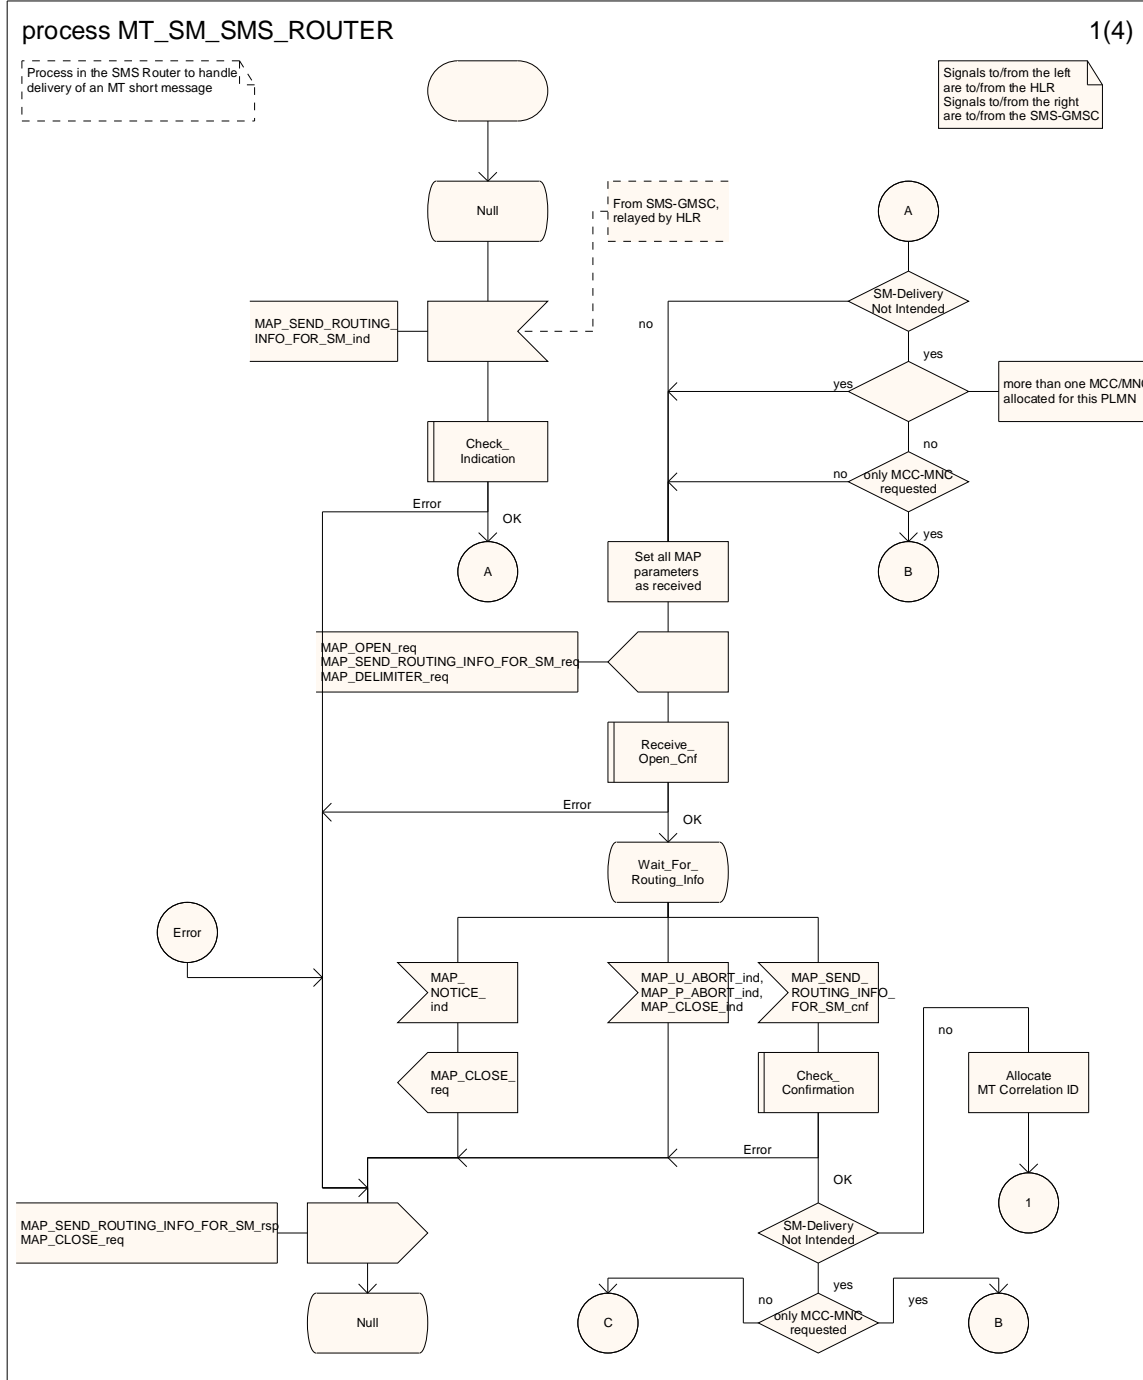 process MT_SM_SMS_ROUTER
1(4)
Process in the SMS Router to handle
delivery of an MT short message
Signals to/from the left
are to/from the HLR
Signals to/from the right
are to/from the SMS-GMSC
Null
From SMS-GMSC,
relayed by HLR
A
MAP_SEND_ROUTING_
INFO_FOR_SM_ind
SM-Delivery
Not Intended
no
yes
yes
more than one MCC/MNC
allocated for this PLMN
no
Check_
Indication
no
only MCC-MNC
requested
Error
OK
yes
A
Set all MAP
parameters
as received
B
MAP_OPEN_req
MAP_SEND_ROUTING_INFO_FOR_SM_req
MAP_DELIMITER_req
Receive_
Open_Cnf
Error
OK
Wait_For_
Routing_Info
Error
MAP_
NOTICE_
ind
MAP_U_ABORT_ind,
MAP_P_ABORT_ind,
MAP_CLOSE_ind
MAP_SEND_
ROUTING_INFO_
FOR_SM_cnf
no
MAP_CLOSE_
req
Check_
Confirmation
Allocate
MT Correlation ID
Error
OK
1
MAP_SEND_ROUTING_INFO_FOR_SM_rsp
MAP_CLOSE_req
SM-Delivery
Not Intended
yes
no
yes
Null
C
only MCC-MNC
requested
B